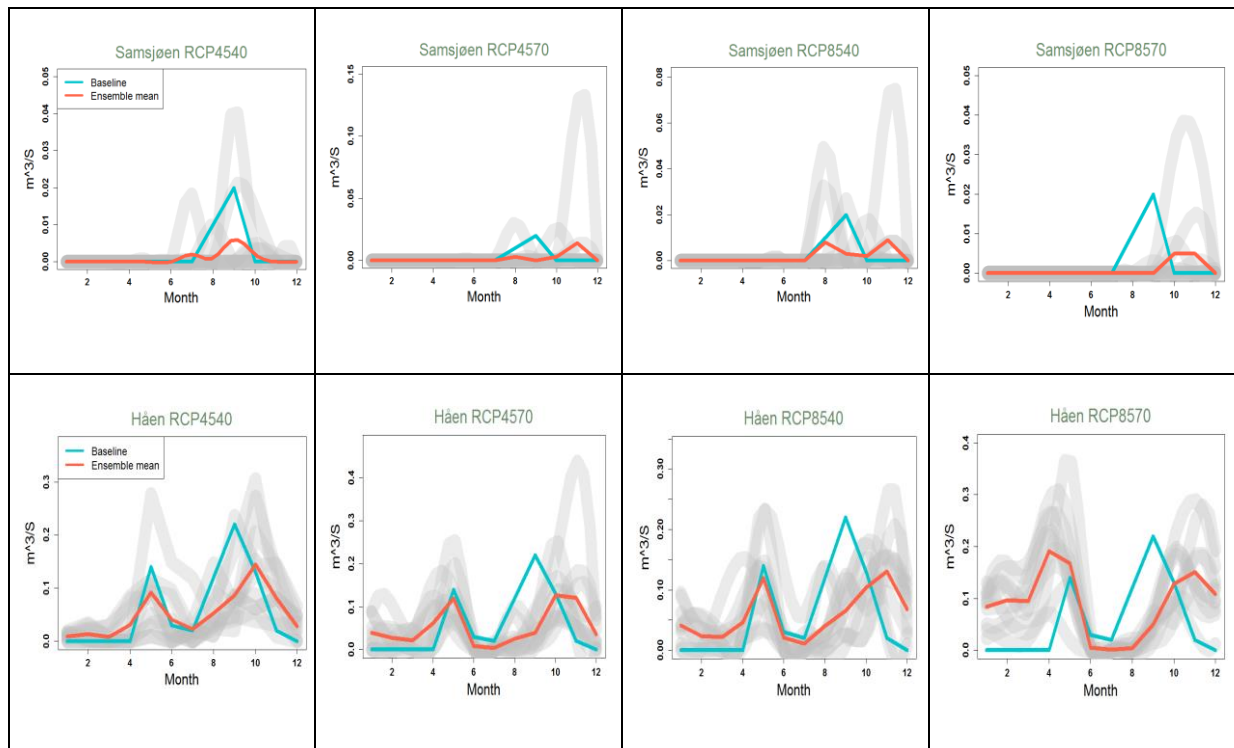 Samsjøen RCP4540
Baseline
Ensemble mean
m^3/S
0.05
0.04
0.03
0.02
0.01
0.00
2 4 6 8 10 12
Month
Samsjøen RCP4570
m^3/S
0.15
0.10
0.05
0.00
2 4 6 8 10 12
Month
Samsjøen RCP8540
m^3/S
0.08
0.06
0.04
0.02
0.00
2 4 6 8 10 12
Month
Samsjøen RCP8570
m^3/S
0.05
0.04
0.03
0.02
0.01
0.00
2 4 6 8 10 12
Month
Håen RCP4540
Baseline
Ensemble mean
m^3/S
0.3
0.2
0.1
0.0
2 4 6 8 10 12
Month
Håen RCP4570
m^3/S
0.4
0.3
0.2
0.1
0.0
2 4 6 8 10 12
Month
Håen RCP8540
m^3/S
0.30
0.20
0.10
0.00
2 4 6 8 10 12
Month
Håen RCP8570
m^3/S
0.4
0.3
0.2
0.1
0.0
2 4 6 8 10 12
Month